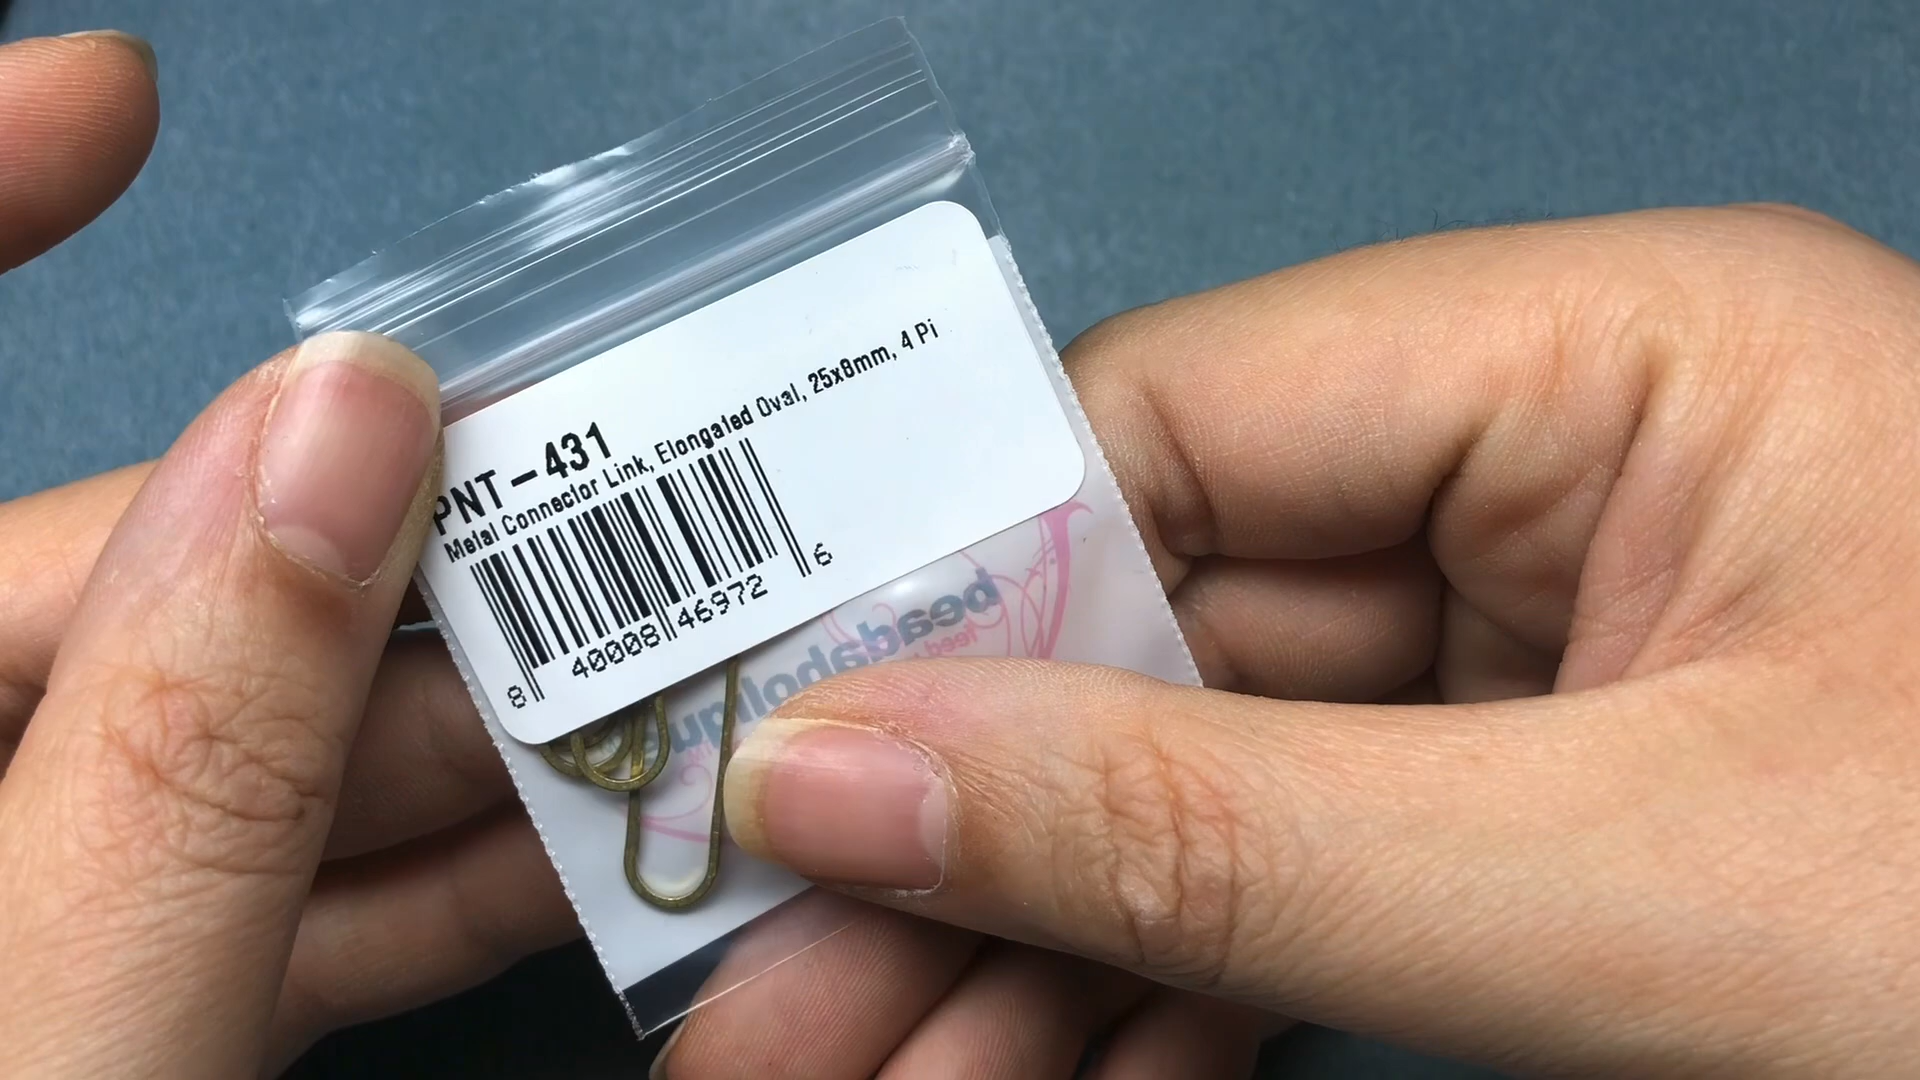 PNT-431
Metal Connector Link, Elongated Oval, 25x8mm, 4 Pi
8 40008 46972 6
beadaholique